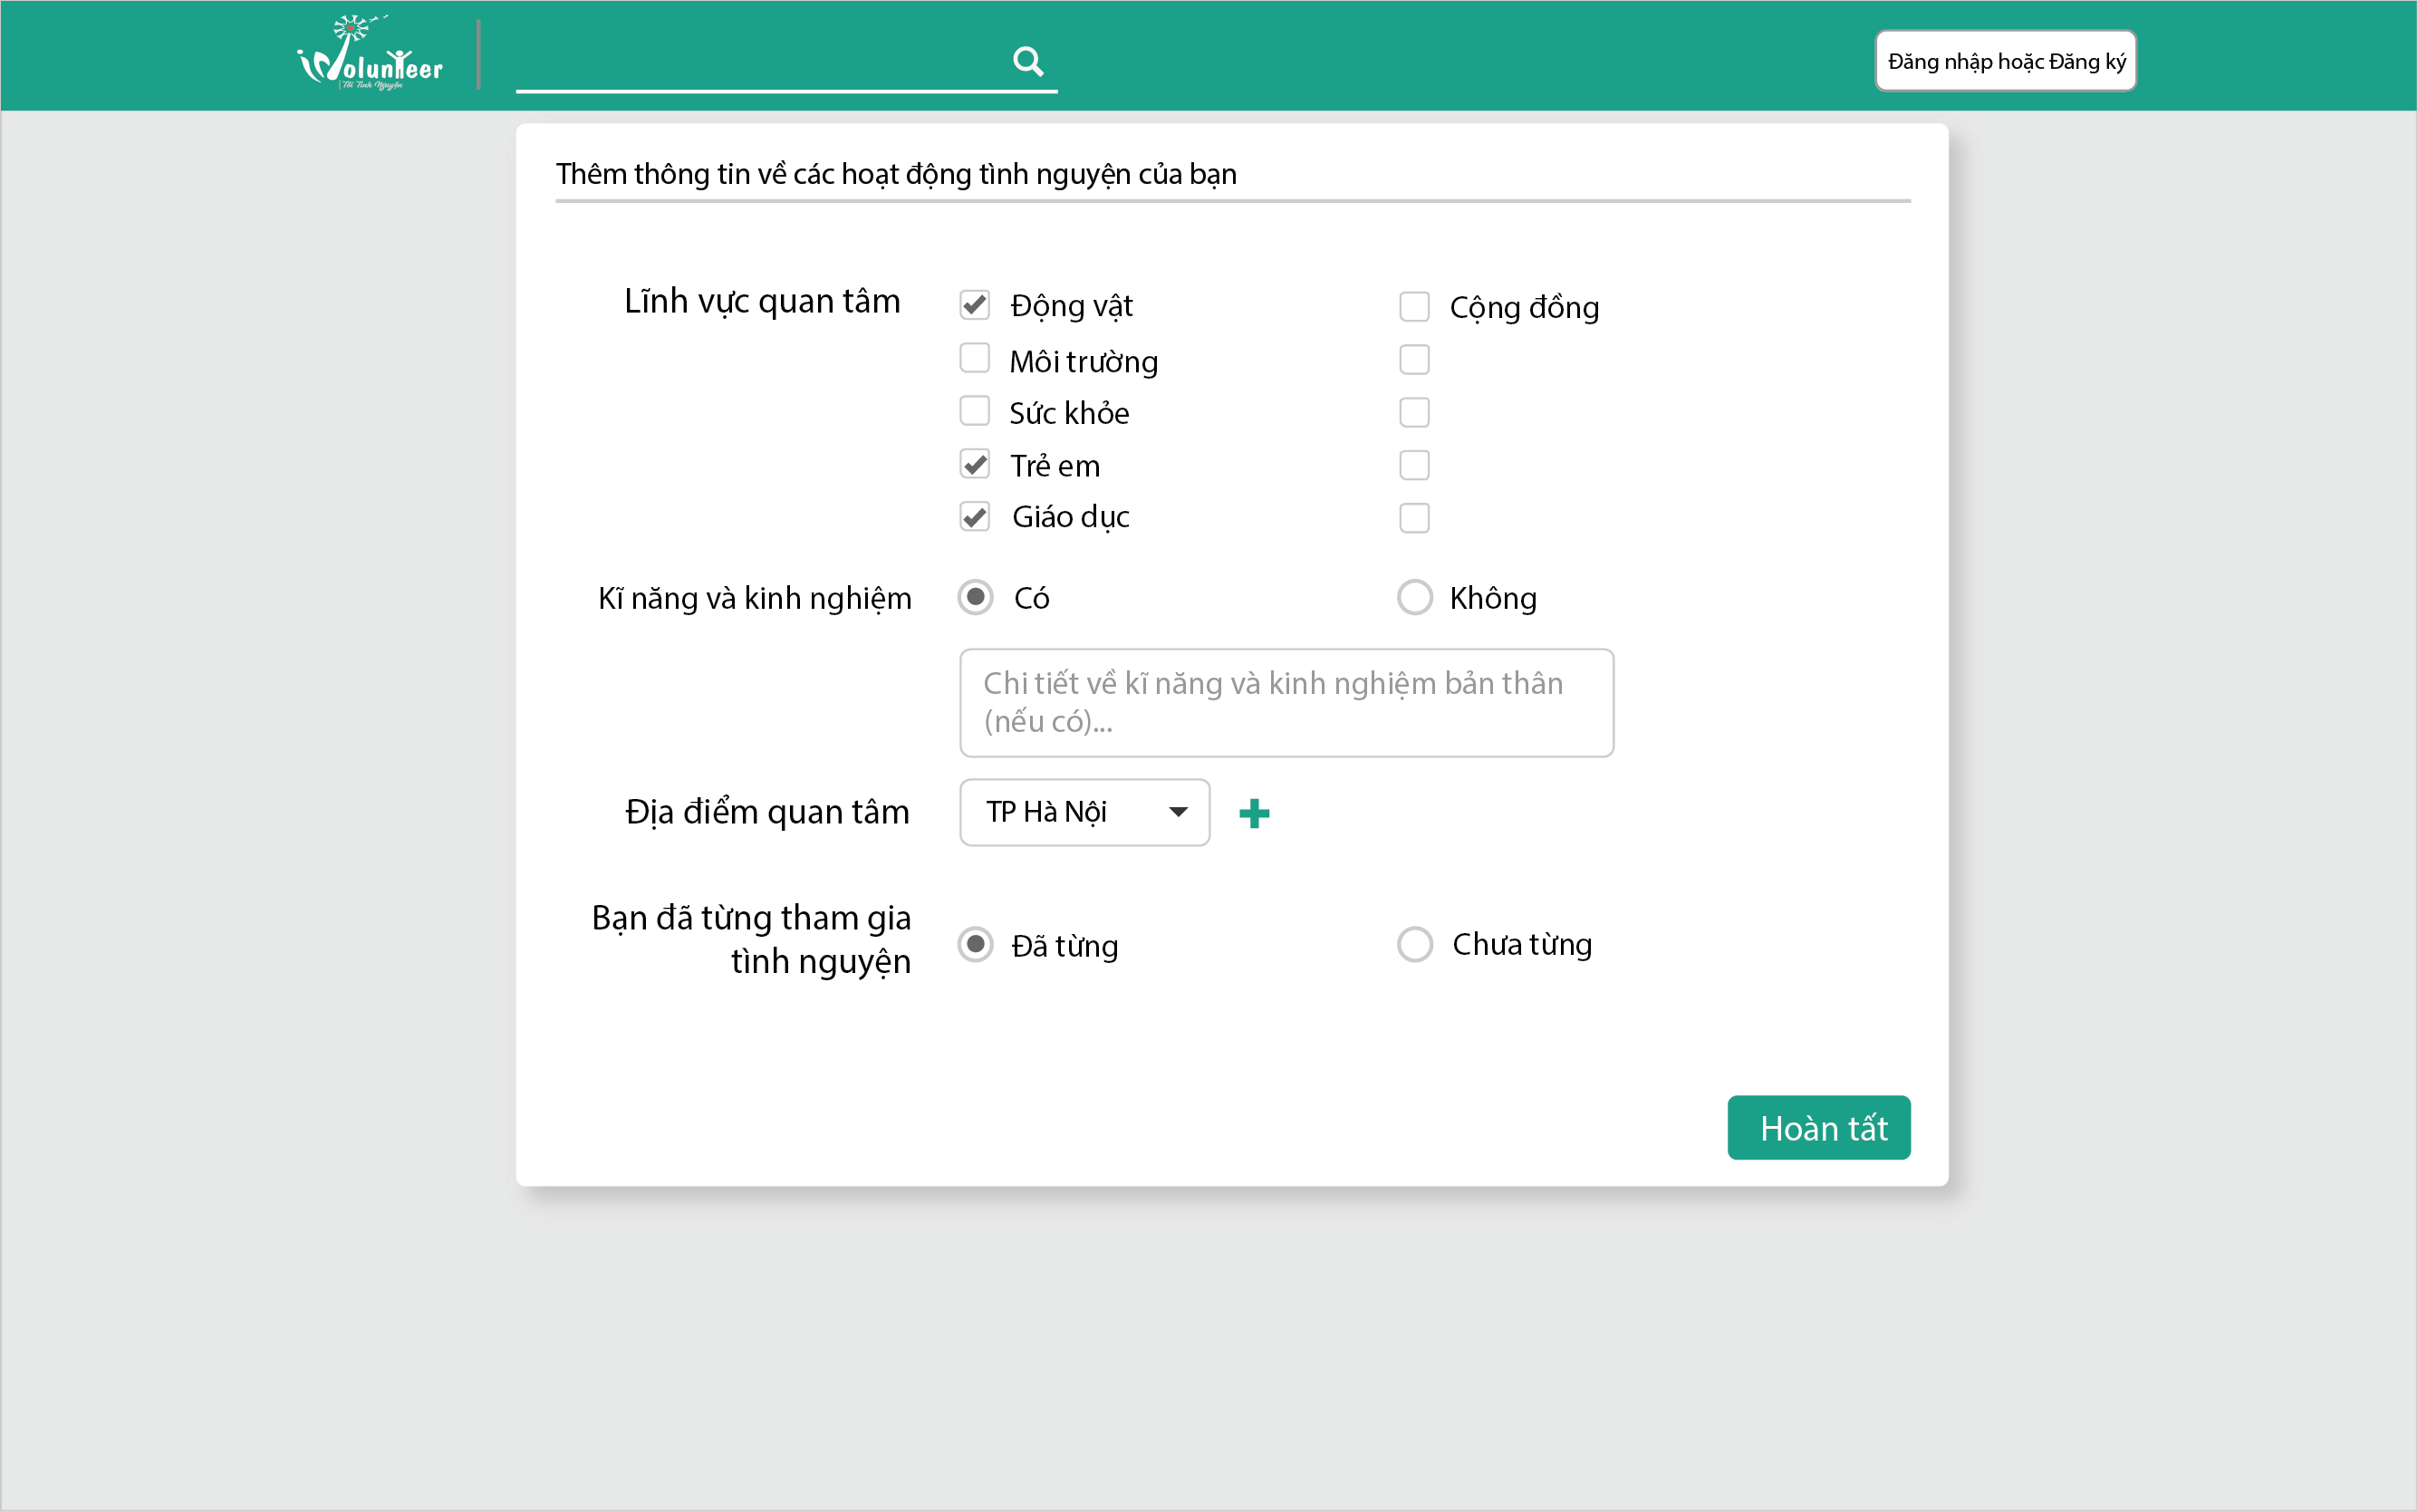 iVolunteer
Tôi Tình Nguyện
Đăng nhập hoặc Đăng ký
Thêm thông tin về các hoạt động tình nguyện của bạn
Lĩnh vực quan tâm
Động vật
Cộng đồng
Môi trường
Sức khỏe
Trẻ em
Giáo dục
Kĩ năng và kinh nghiệm
Có
Không
Chi tiết về kĩ năng và kinh nghiệm bản thân
(nếu có)...
Địa điểm quan tâm
TP Hà Nội
Bạn đã từng tham gia
tình nguyện
Đã từng
Chưa từng
Hoàn tất